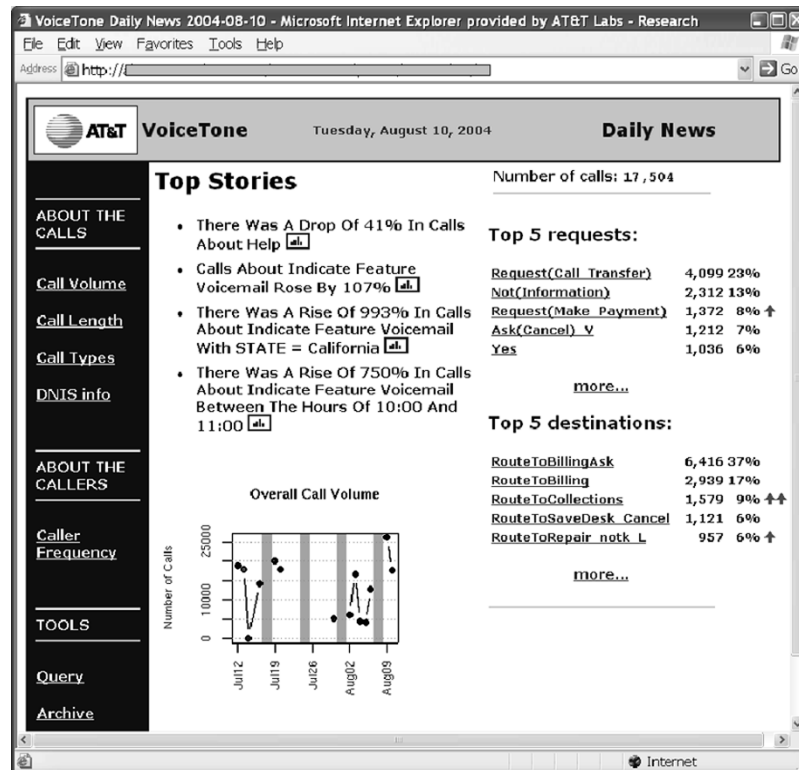 VoiceTone Daily News 2004-08-10 - Microsoft Internet Explorer provided by AT&T Labs - Research
File Edit View Favorites Tools Help
Address http:// Go
AT&T VoiceTone Tuesday, August 10, 2004 Daily News
ABOUT THE
CALLS
Call Volume
Call Length
Call Types
DNIS info
ABOUT THE
CALLERS
Caller
Frequency
TOOLS
Query
Archive
Top Stories
• There Was A Drop Of 41% In Calls
About Help
• Calls About Indicate Feature
Voicemail Rose By 107%
• There Was A Rise Of 993% In Calls
About Indicate Feature Voicemail
With STATE = California
• There Was A Rise Of 750% In Calls
About Indicate Feature Voicemail
Between The Hours Of 10:00 And
11:00
Overall Call Volume
Number of Calls
25000
10000
0
Jul12 Jul19 Jul26 Aug02 Aug09
Number of calls: 17,504
Top 5 requests:
Request(Call_Transfer) 4,099 23%
Not(Information) 2,312 13%
Request(Make_Payment) 1,372 8% ↑
Ask(Cancel)_V 1,212 7%
Yes 1,036 6%
more...
Top 5 destinations:
RouteToBillingAsk 6,416 37%
RouteToBilling 2,939 17%
RouteToCollections 1,579 9% ↑↑
RouteToSaveDesk_Cancel 1,121 6%
RouteToRepair_notk_L 957 6% ↑
more...
Internet